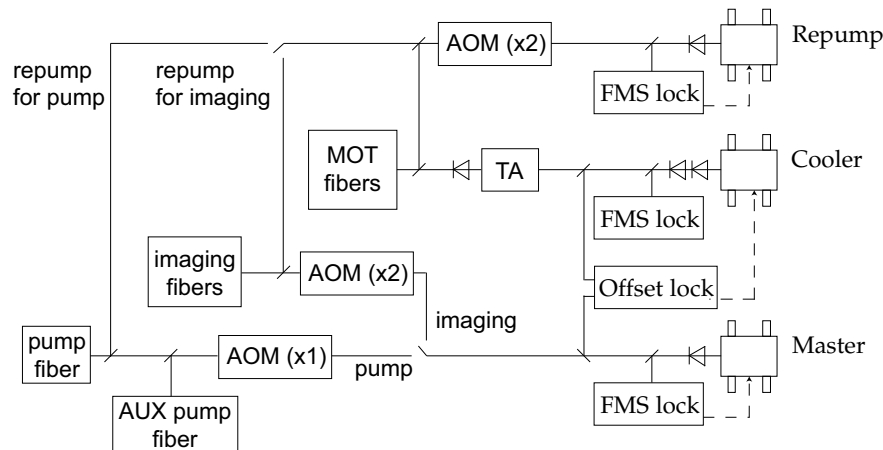 AOM (x2)
Repump
repump
for pump
repump
for imaging
FMS lock
MOT
fibers
TA
Cooler
FMS lock
imaging
fibers
AOM (x2)
Offset lock
imaging
pump
fiber
AOM (x1)
pump
Master
AUX pump
fiber
FMS lock